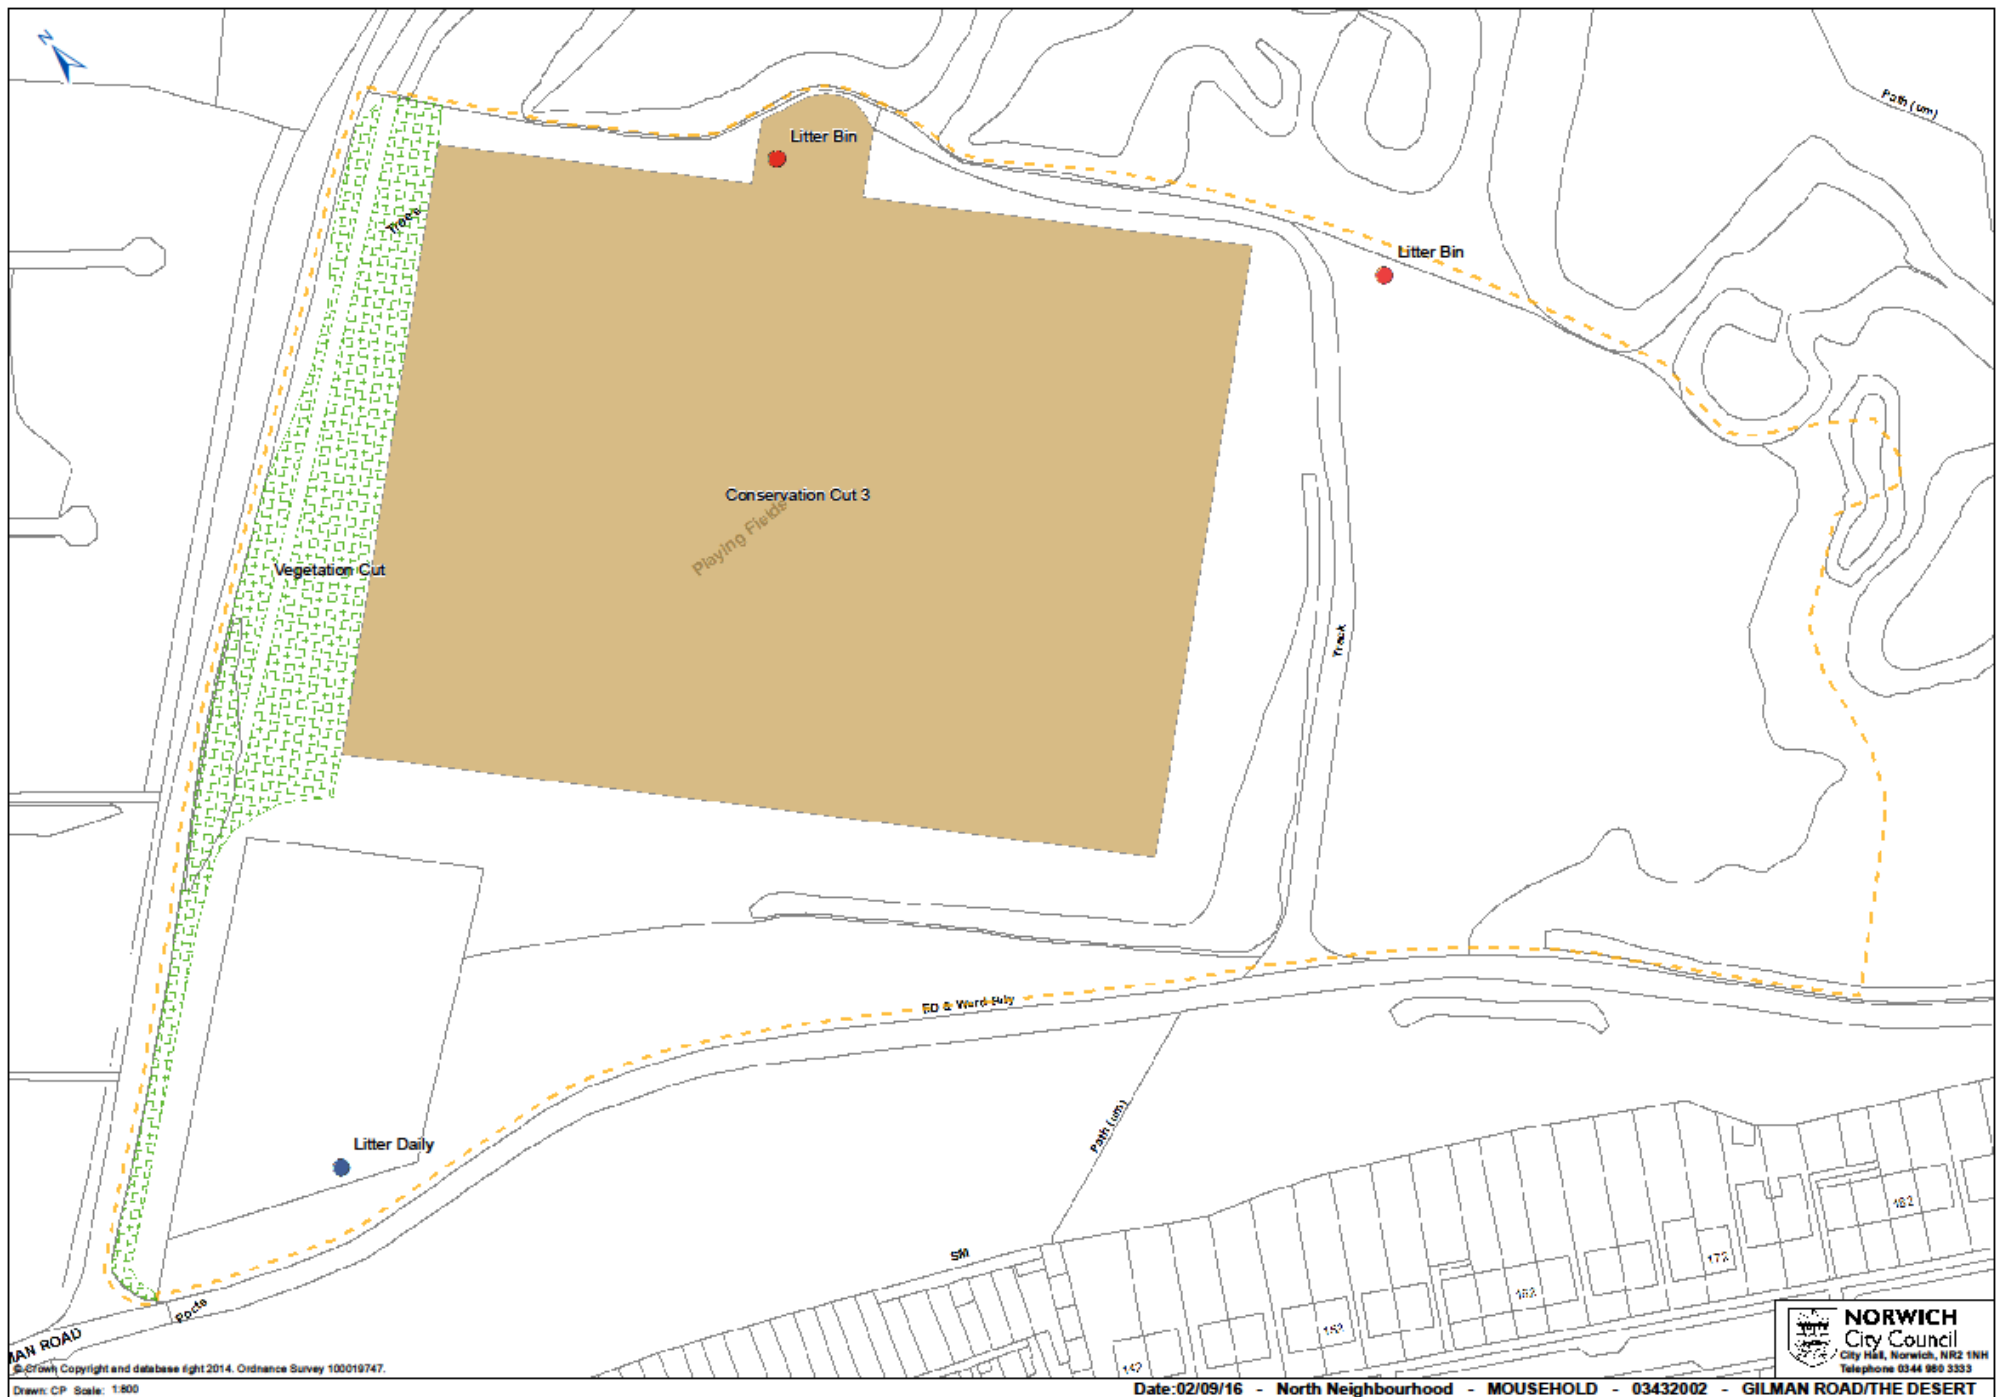 N
Path (um)
Litter Bin
Trees
Litter Bin
Conservation Cut 3
Playing Fields
Vegetation Cut
Track
ED & Ward Bdy
Path (um)
Litter Daily
SM
Posts
182
172
162
152
142
MAN ROAD
© Crown Copyright and database right 2014. Ordnance Survey 100019747.
NORWICH
City Council
City Hall, Norwich, NR2 1NH
Telephone 0344 980 3333
Drawn: CP Scale: 1:800
Date:02/09/16 - North Neighbourhood - MOUSEHOLD - 03432002 - GILMAN ROAD/THE DESERT